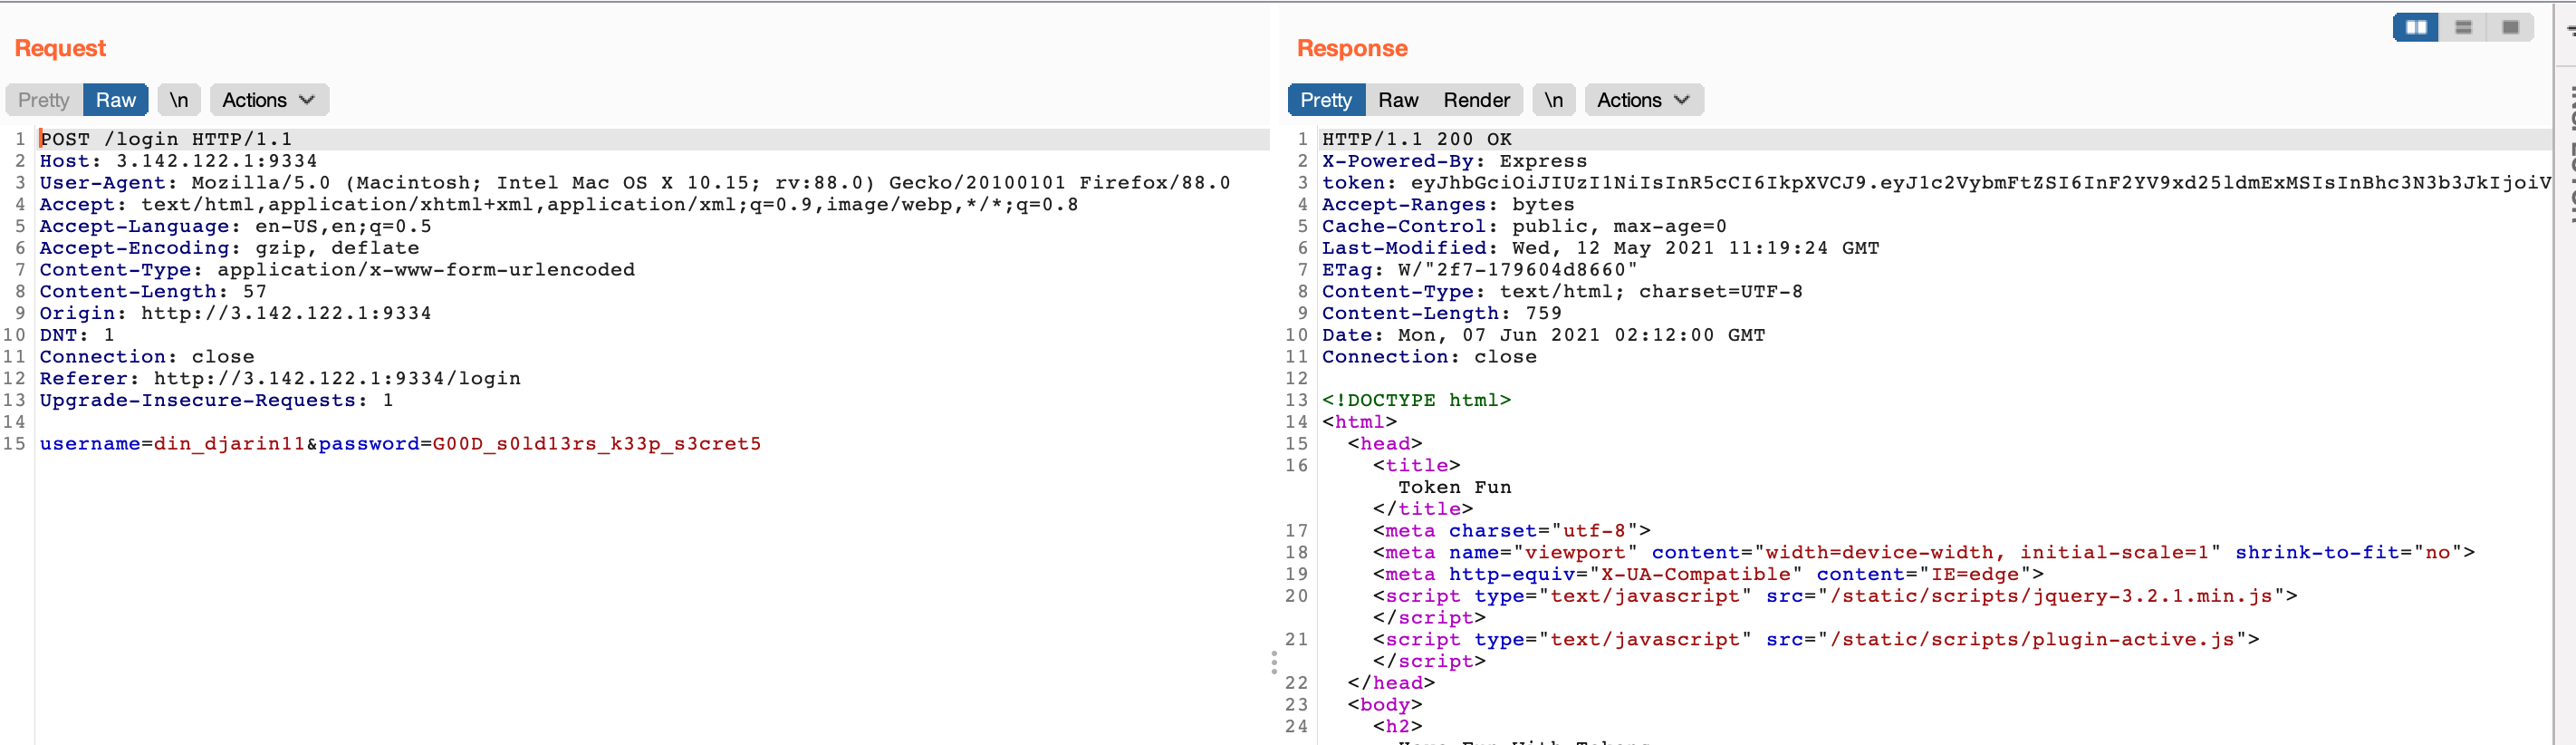 Request
Pretty Raw \n Actions
1 POST /login HTTP/1.1
2 Host: 3.142.122.1:9334
3 User-Agent: Mozilla/5.0 (Macintosh; Intel Mac OS X 10.15; rv:88.0) Gecko/20100101 Firefox/88.0
4 Accept: text/html,application/xhtml+xml,application/xml;q=0.9,image/webp,*/*;q=0.8
5 Accept-Language: en-US,en;q=0.5
6 Accept-Encoding: gzip, deflate
7 Content-Type: application/x-www-form-urlencoded
8 Content-Length: 57
9 Origin: http://3.142.122.1:9334
10 DNT: 1
11 Connection: close
12 Referer: http://3.142.122.1:9334/login
13 Upgrade-Insecure-Requests: 1
14
15 username=din_djarin11&password=G00D_s0ld13rs_k33p_s3cret5
Response
Pretty Raw Render \n Actions
1 HTTP/1.1 200 OK
2 X-Powered-By: Express
3 token: eyJhbGciOiJIUzI1NiIsInR5cCI6IkpXVCJ9.eyJ1c2VybmFtZSI6InF2YV9xd25ldmExMSIsInBhc3N3b3JkIjoiV
4 Accept-Ranges: bytes
5 Cache-Control: public, max-age=0
6 Last-Modified: Wed, 12 May 2021 11:19:24 GMT
7 ETag: W/"2f7-179604d8660"
8 Content-Type: text/html; charset=UTF-8
9 Content-Length: 759
10 Date: Mon, 07 Jun 2021 02:12:00 GMT
11 Connection: close
12
13 <!DOCTYPE html>
14 <html>
15 <head>
16 <title>
Token Fun
</title>
17 <meta charset="utf-8">
18 <meta name="viewport" content="width=device-width, initial-scale=1" shrink-to-fit="no">
19 <meta http-equiv="X-UA-Compatible" content="IE=edge">
20 <script type="text/javascript" src="/static/scripts/jquery-3.2.1.min.js">
</script>
21 <script type="text/javascript" src="/static/scripts/plugin-active.js">
</script>
22 </head>
23 <body>
24 <h2>